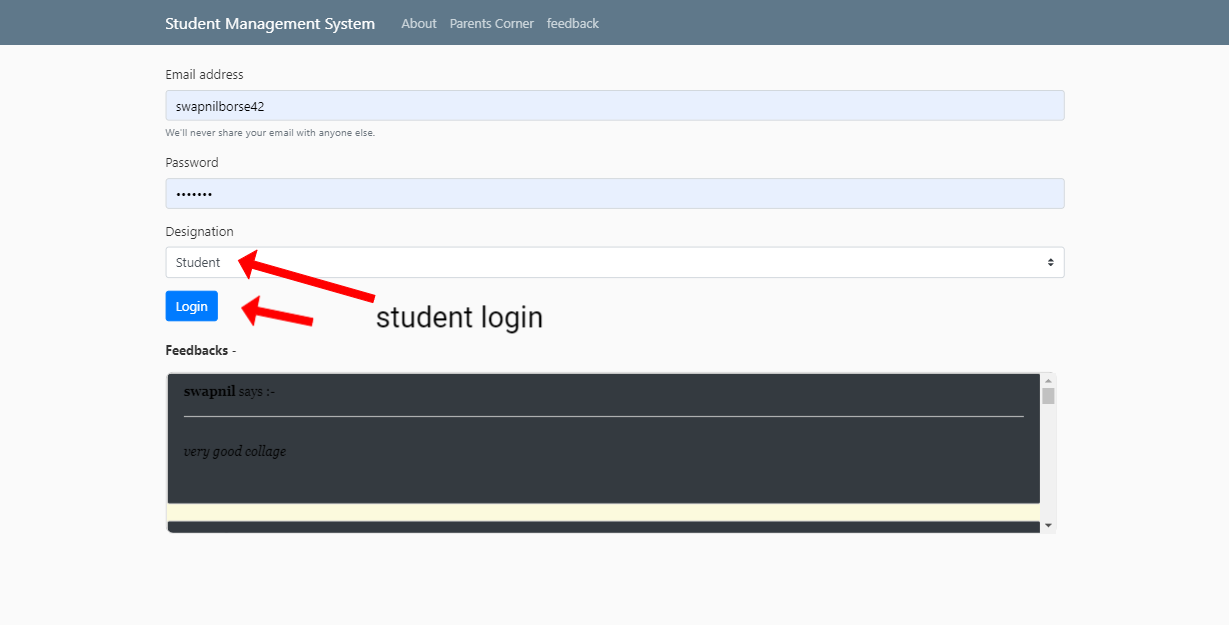 Student Management System About Parents Corner feedback
Email address
swapnilborse42
We'll never share your email with anyone else.
Password
•••••••
Designation
Student
Login
student login
Feedbacks -
swapnil says :-
very good collage